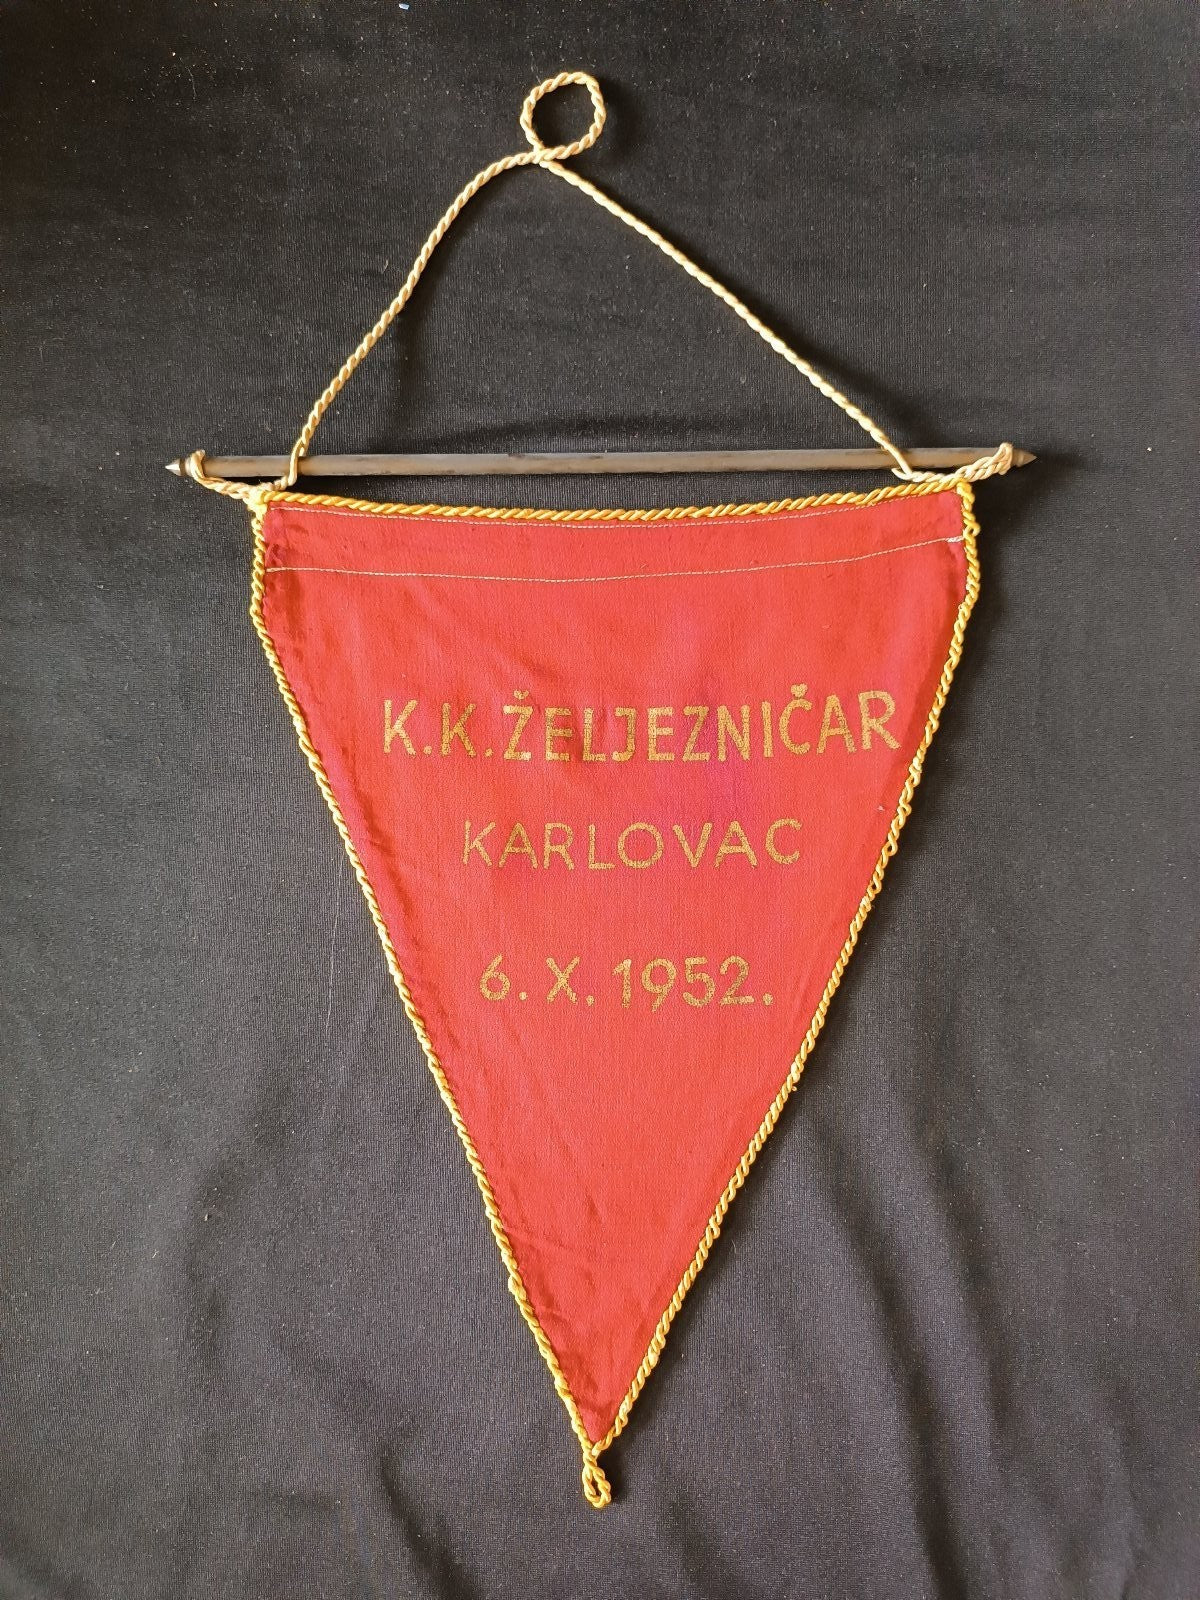 K.K.ŽELJEZNIČAR
KARLOVAC
6. X. 1952.